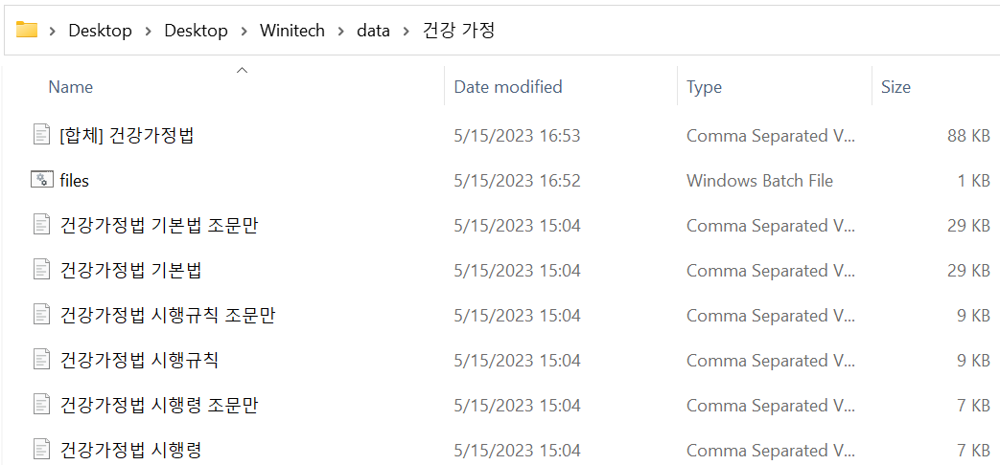 Desktop > Desktop > Winitech > data > 건강 가정
Name Date modified Type Size
[합체] 건강가정법 5/15/2023 16:53 Comma Separated V... 88 KB
files 5/15/2023 16:52 Windows Batch File 1 KB
건강가정법 기본법 조문만 5/15/2023 15:04 Comma Separated V... 29 KB
건강가정법 기본법 5/15/2023 15:04 Comma Separated V... 29 KB
건강가정법 시행규칙 조문만 5/15/2023 15:04 Comma Separated V... 9 KB
건강가정법 시행규칙 5/15/2023 15:04 Comma Separated V... 9 KB
건강가정법 시행령 조문만 5/15/2023 15:04 Comma Separated V... 7 KB
건강가정법 시행령 5/15/2023 15:04 Comma Separated V... 7 KB